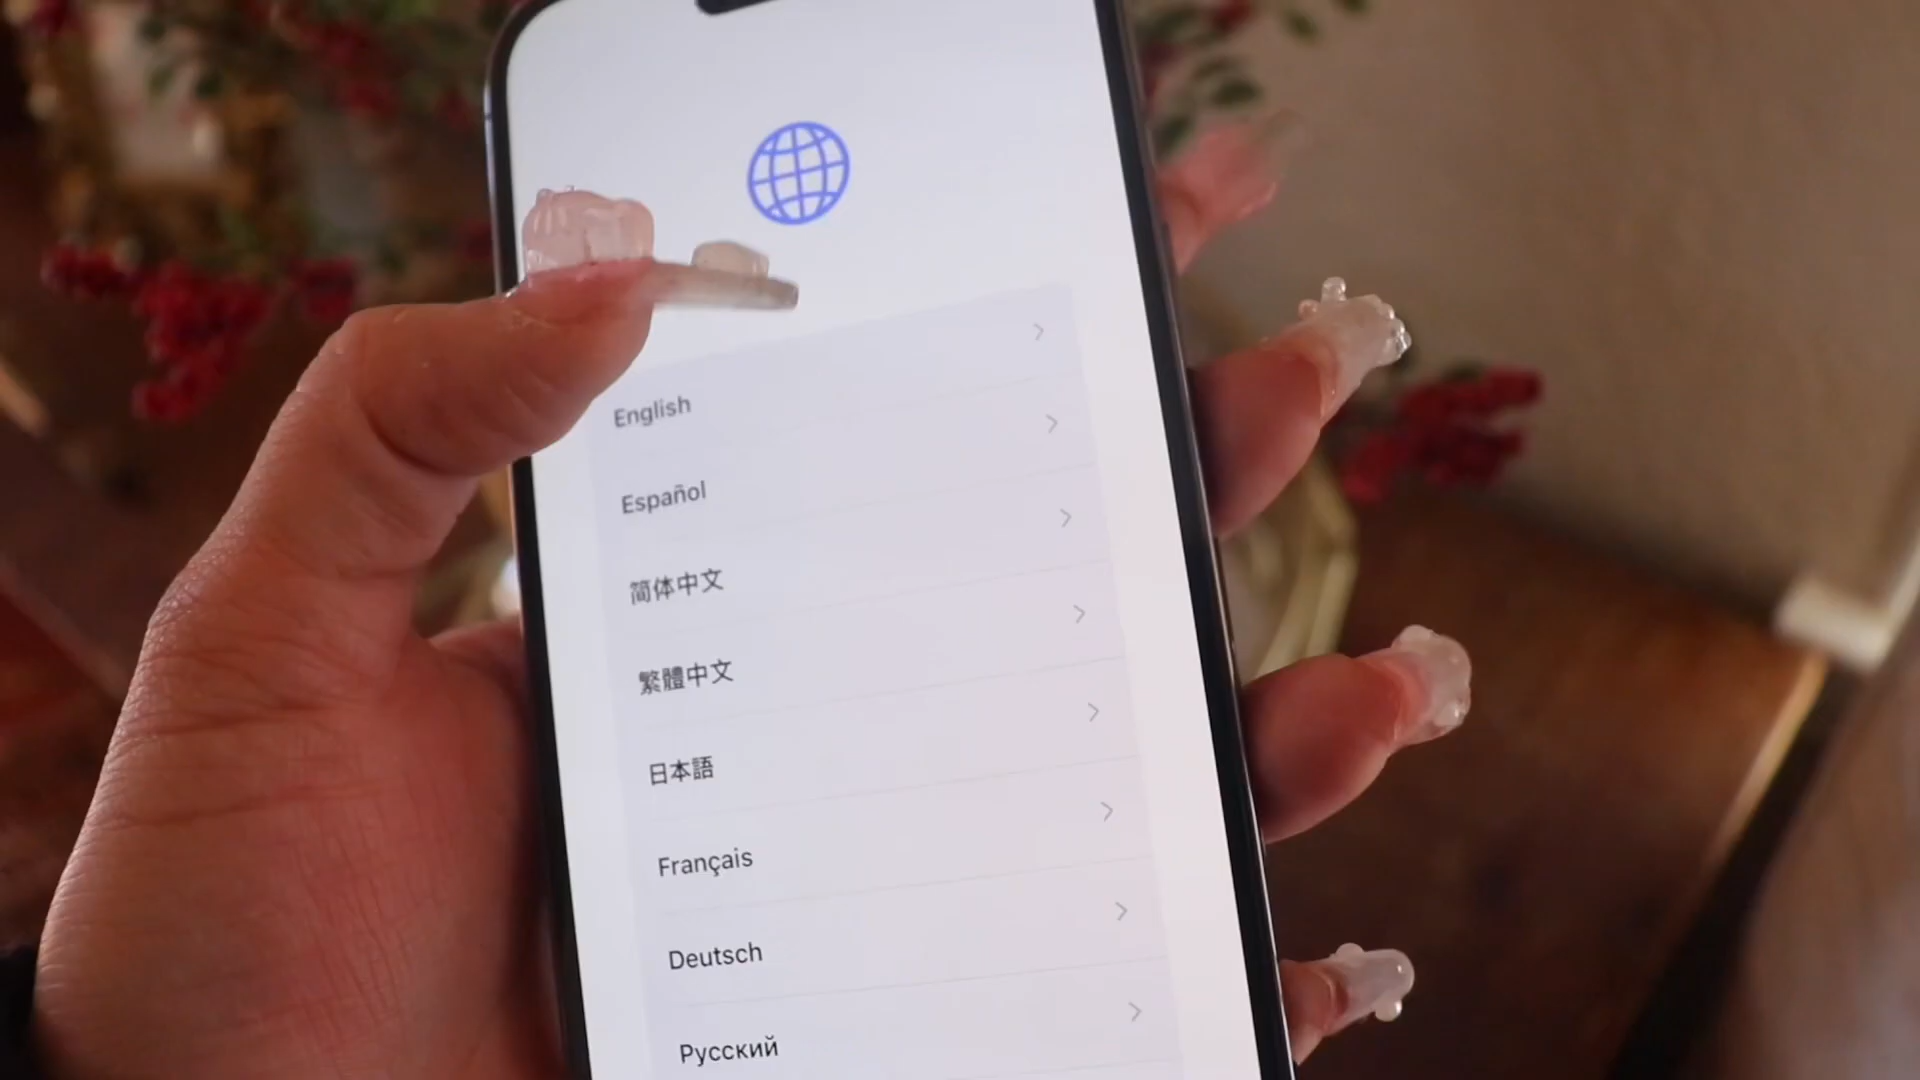 English
Español
简体中文
繁體中文
日本語
Français
Deutsch
Русский